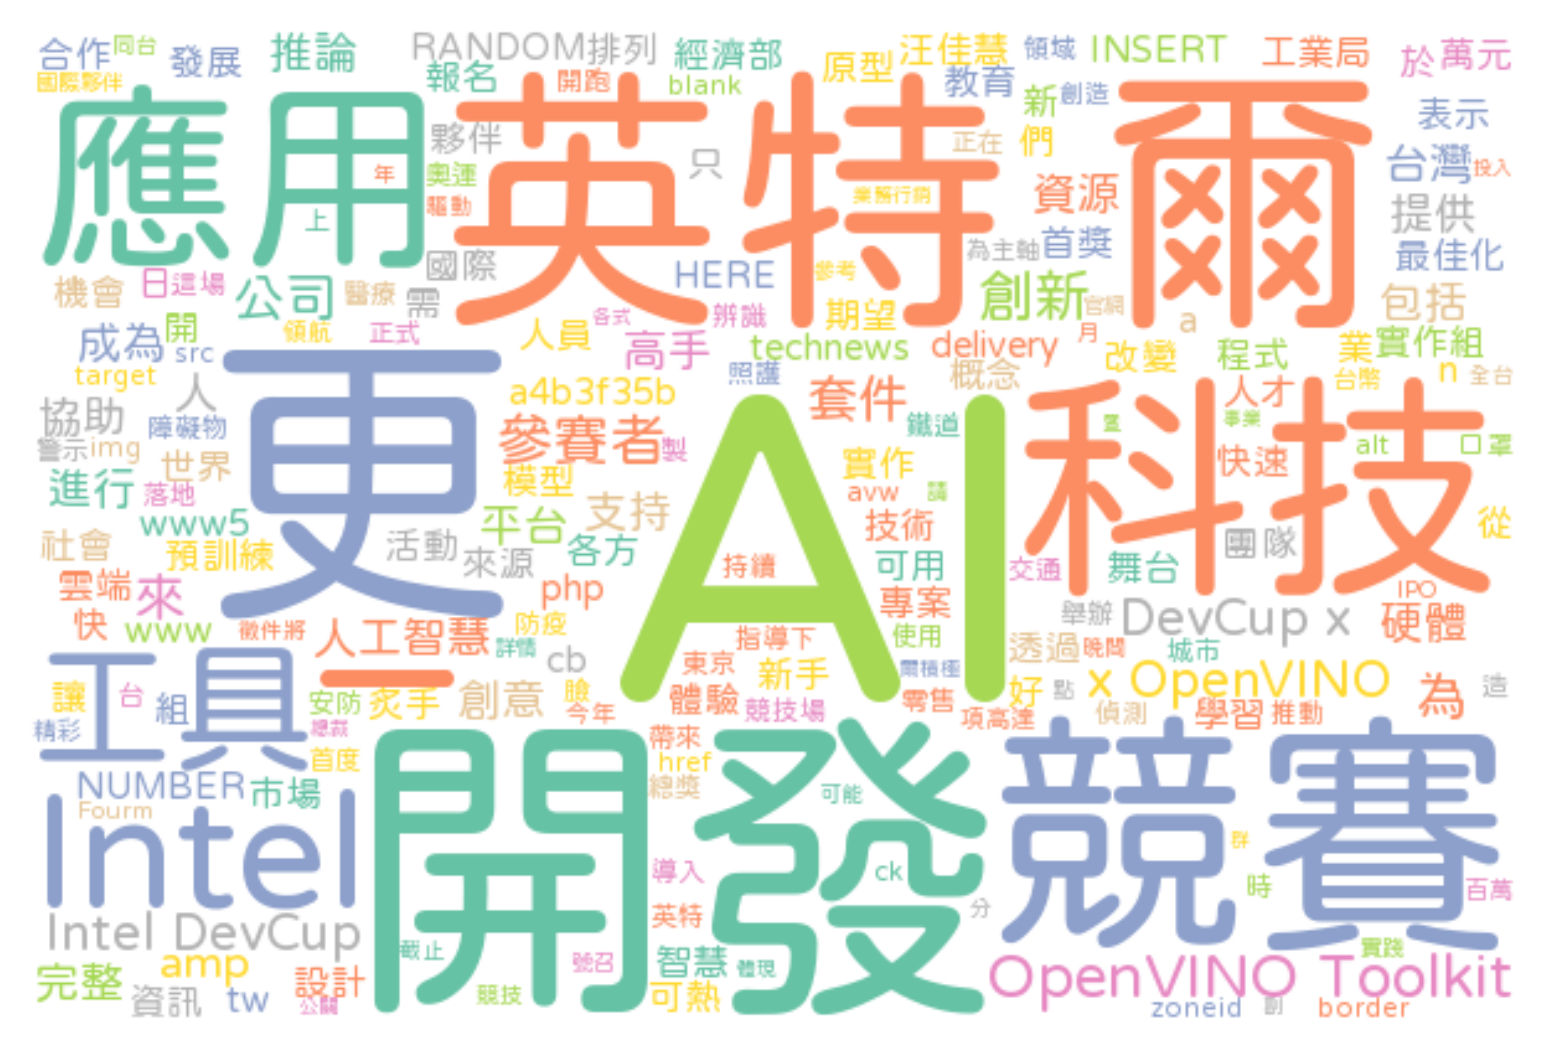 合作 同台 發展 推論 RANDOM排列 經濟部 原型 汪佳慧 領域 INSERT 工業局 於 萬元
國際夥伴 報名 開跑 blank 教育 新 創造 表示
應用 英特爾
夥伴 只 正在 們 台灣 投入
年 奧運 業務行銷 資源 提供
上 驅動 為主軸 首獎 最佳化
機會 日 這場 公司 醫療 需 國際 HERE 參考 創新 官網 包括
成為 開 領航 正式 人員 各式 辨識 期望 月 a
src 高手 technews delivery 改變 程式 業 實作組
target 更 a4b3f35b 照護 概念 台幣 n 全台
協助 人 參賽者 製 AI 套件 科技 人才
障礙物 鐵道 事業
警示 img 世界 模型 實作 快速 alt 口罩
進行 落地 支持 avw 請
www5 平台 技術 從
社會 預訓練 活動 來源 各方 持續 可用 交通 舞台 團隊
雲端 來 php 專案 舉辦 DevCup x IPO 硬體
快 www 徵件將 人工智慧 防疫 指導下 使用
詳情 cb 東京 新手 爾積極 透過 晚間 城市
一
讓 台 組 工具 安防 炙手 創意 臉 體驗 競技場 零售 好 點 x OpenVINO 為 造
精彩 總裁 今年 項高達 偵測 學習 推動
首度 開發 帶來 競賽
NUMBER 市場 href
Fourm 總獎 可能
Intel 群
導入 ck 時 百萬
Intel DevCup 英特 分
截止 實踐
完整 amp 設計 號召 智慧 體現 OpenVINO Toolkit
資訊 tw 公關 競技 可熱 zoneid 創 border